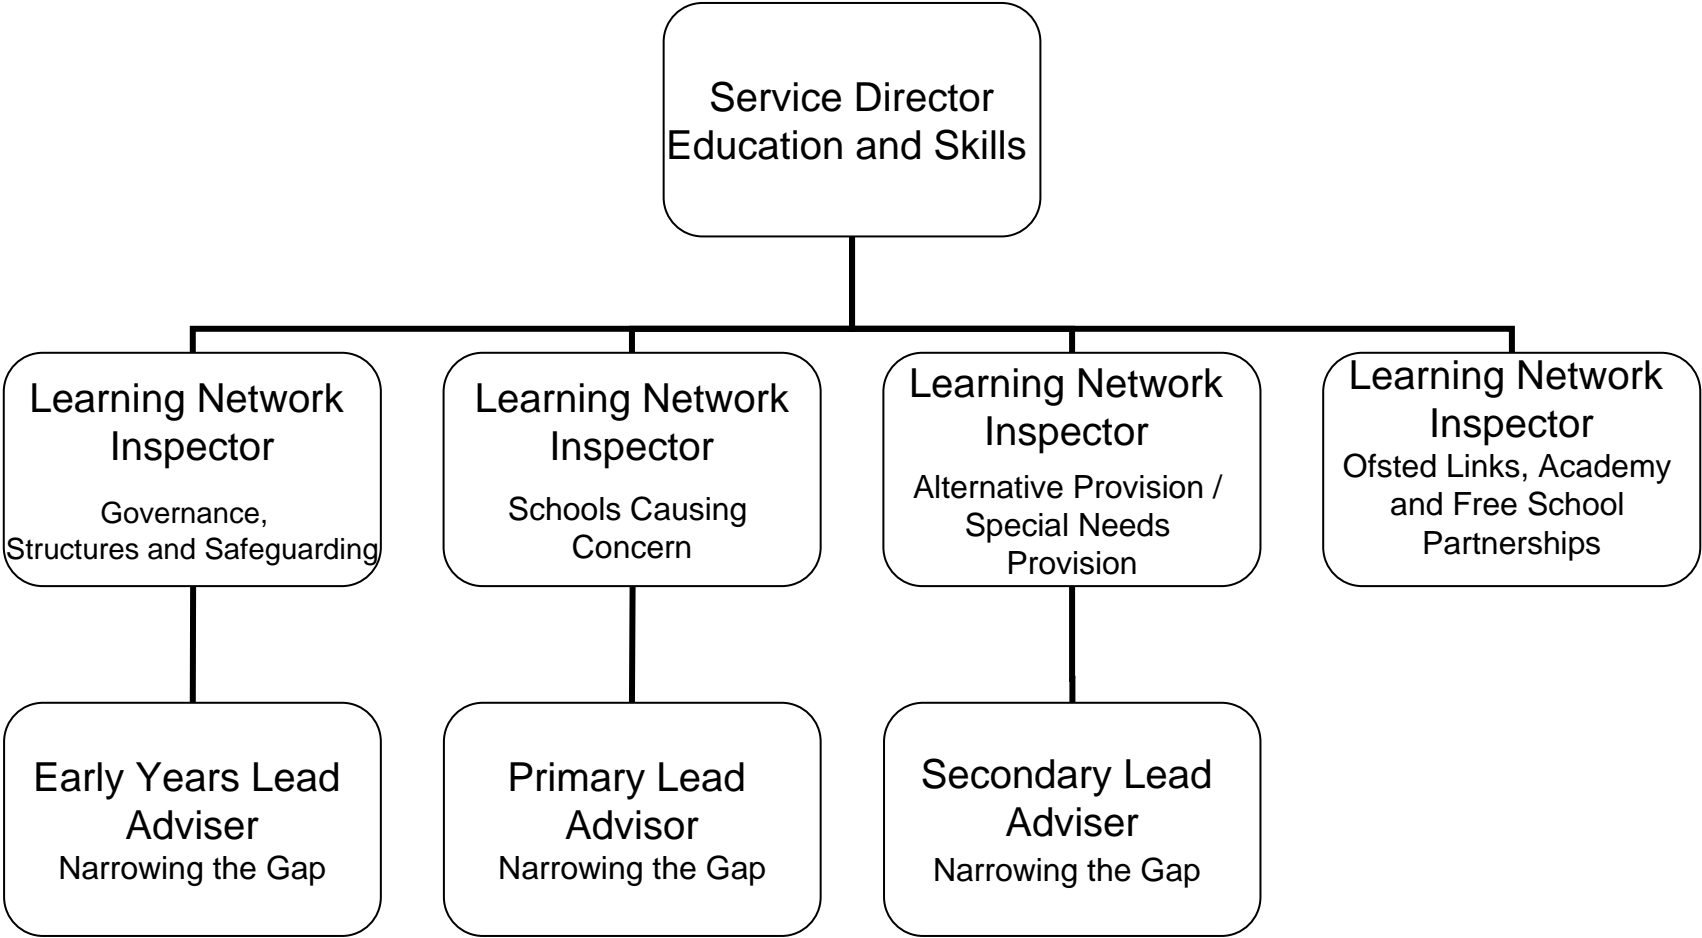 Service Director
Education and Skills
Learning Network
Inspector
Governance,
Structures and Safeguarding
Learning Network
Inspector
Schools Causing
Concern
Learning Network
Inspector
Alternative Provision /
Special Needs
Provision
Learning Network
Inspector
Ofsted Links, Academy
and Free School
Partnerships
Early Years Lead
Adviser
Narrowing the Gap
Primary Lead
Advisor
Narrowing the Gap
Secondary Lead
Adviser
Narrowing the Gap